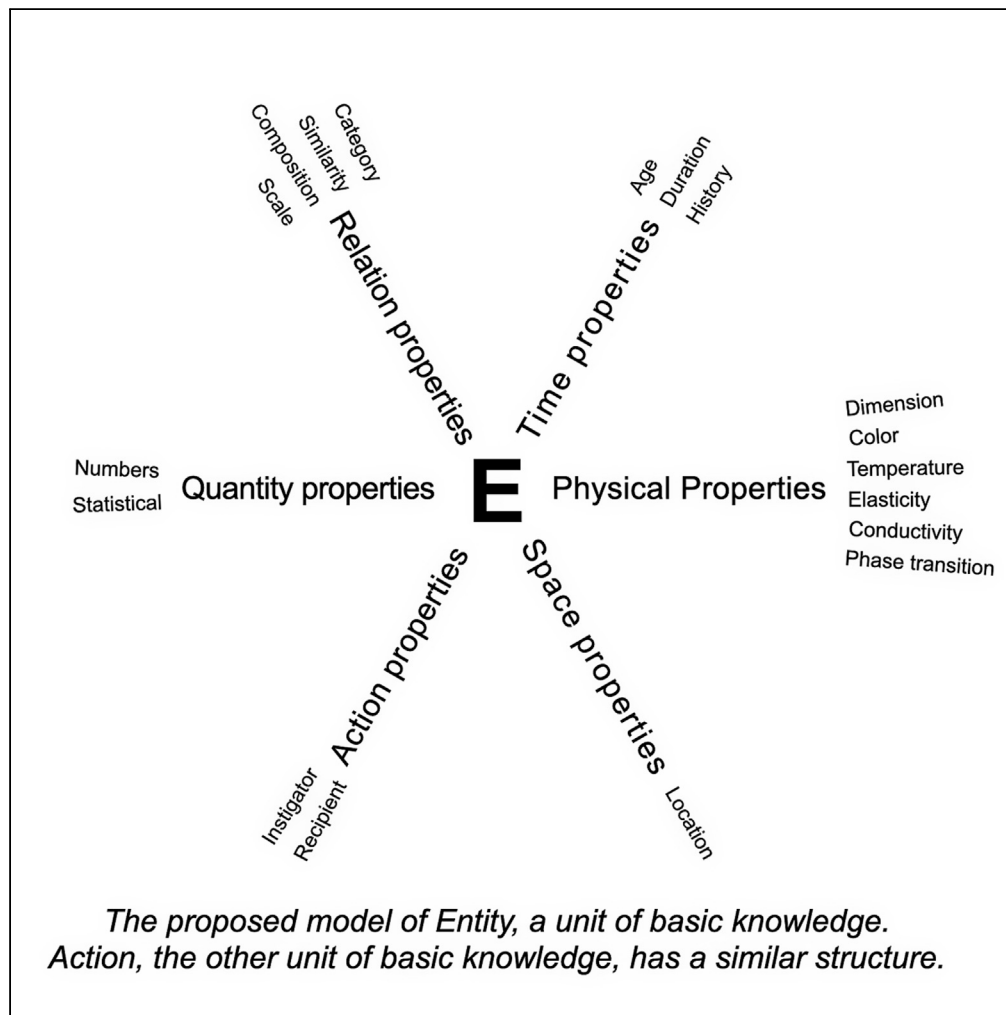 Category
Similarity
Composition
Scale
Relation properties
Age
Duration
History
Time properties
Numbers
Statistical
Quantity properties
E
Physical Properties
Dimension
Color
Temperature
Elasticity
Conductivity
Phase transition
Action properties
Instigator
Recipient
Space properties
Location
The proposed model of Entity, a unit of basic knowledge.
Action, the other unit of basic knowledge, has a similar structure.